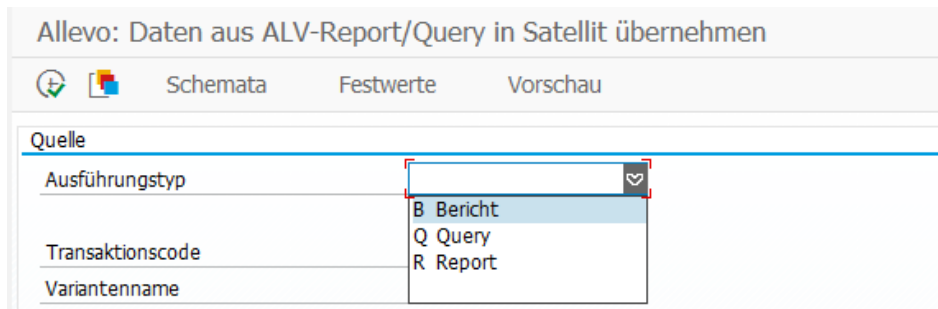 Allevo: Daten aus ALV-Report/Query in Satellit übernehmen
Schemata Festwerte Vorschau
Quelle
Ausführungstyp
B Bericht
Q Query
Transaktionscode
R Report
Variantenname